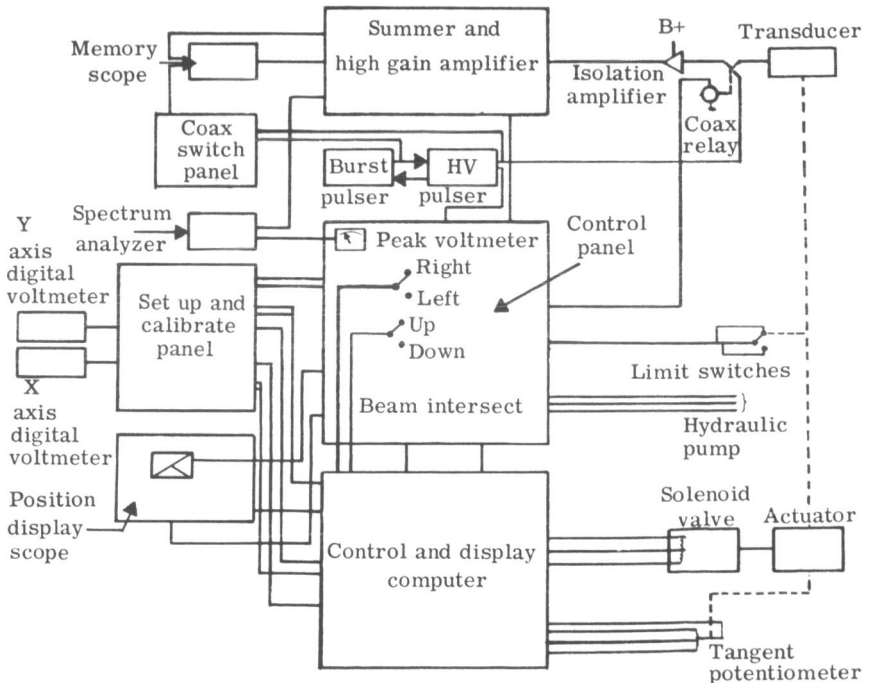 Summer and
high gain amplifier
B+
Transducer
Memory
scope
Isolation
amplifier
Coax
relay
Coax
switch
panel
Burst
pulser
HV
pulser
Spectrum
analyzer
Peak voltmeter
Control
panel
Right
Left
Up
Down
Beam intersect
Y
axis
digital
voltmeter
Set up and
calibrate
panel
X
axis
digital
voltmeter
Limit switches
Hydraulic
pump
Position
display
scope
Control and display
computer
Solenoid
valve
Actuator
Tangent
potentiometer